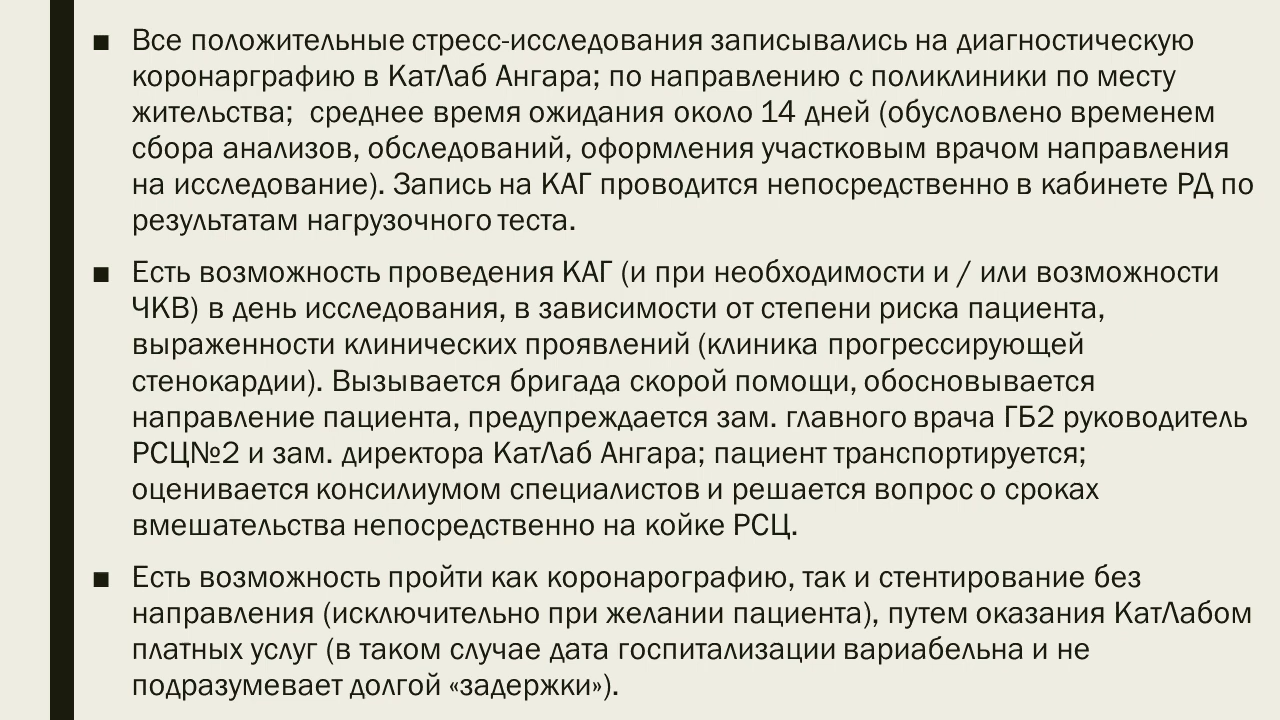 ■ Все положительные стресс-исследования записывались на диагностическую
коронарграфию в КатЛаб Ангара; по направлению с поликлиники по месту
жительства;  среднее время ожидания около 14 дней (обусловлено временем
сбора анализов, обследований, оформления участковым врачом направления
на исследование). Запись на КАГ проводится непосредственно в кабинете РД по
результатам нагрузочного теста.
■ Есть возможность проведения КАГ (и при необходимости и / или возможности
ЧКВ) в день исследования, в зависимости от степени риска пациента,
выраженности клинических проявлений (клиника прогрессирующей
стенокардии). Вызывается бригада скорой помощи, обосновывается
направление пациента, предупреждается зам. главного врача ГБ2 руководитель
РСЦ№2 и зам. директора КатЛаб Ангара; пациент транспортируется;
оценивается консилиумом специалистов и решается вопрос о сроках
вмешательства непосредственно на койке РСЦ.
■ Есть возможность пройти как коронарографию, так и стентирование без
направления (исключительно при желании пациента), путем оказания КатЛабом
платных услуг (в таком случае дата госпитализации вариабельна и не
подразумевает долгой «задержки»).